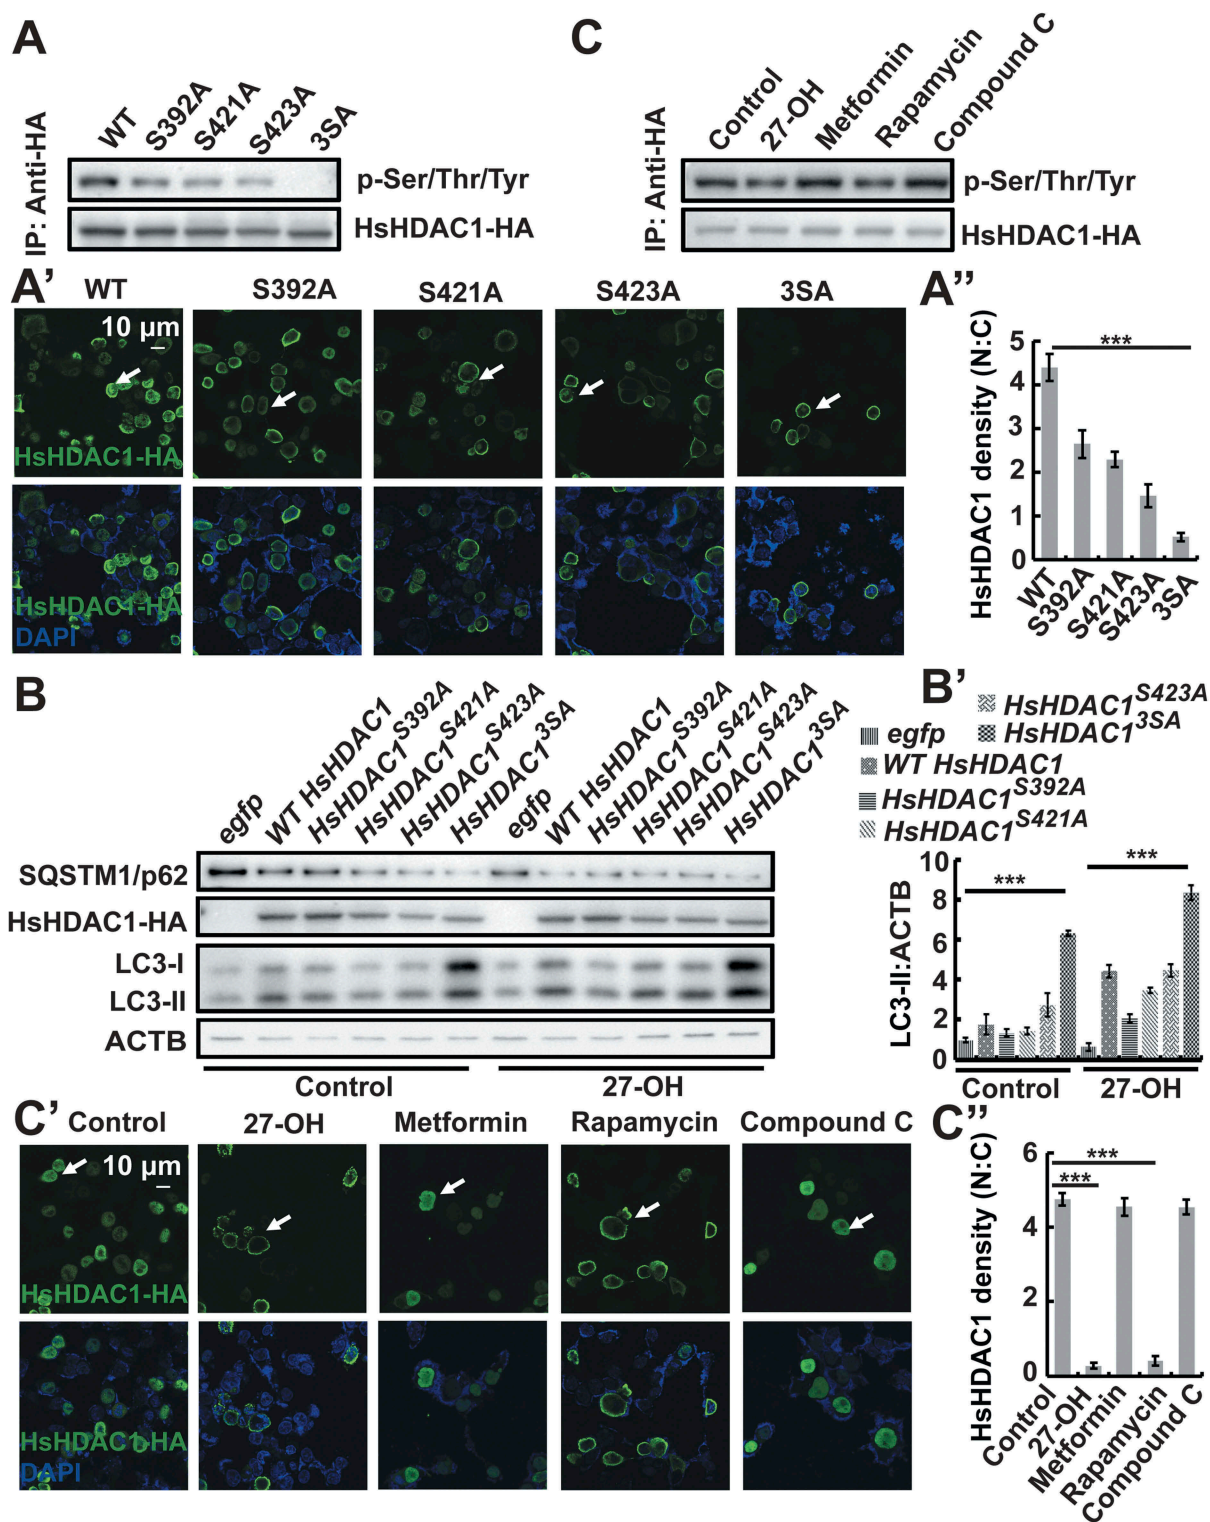 A
WT
S392A
S421A
S423A
3SA
IP: Anti-HA
p-Ser/Thr/Tyr
HsHDAC1-HA
C
Control
27-OH
Metformin
Rapamycin
Compound C
IP: Anti-HA
p-Ser/Thr/Tyr
HsHDAC1-HA
A'
WT
S392A
S421A
S423A
3SA
10 µm
HsHDAC1-HA
HsHDAC1-HA
DAPI
A''
HsHDAC1 density (N:C)
5
4
3
2
1
0
***
WT
S392A
S421A
S423A
3SA
B
egfp
WT HsHDAC1
HsHDAC1S392A
HsHDAC1S421A
HsHDAC1S423A
HsHDAC13SA
egfp
WT HsHDAC1
HsHDAC1S392A
HsHDAC1S421A
HsHDAC1S423A
HsHDAC13SA
SQSTM1/p62
HsHDAC1-HA
LC3-I
LC3-II
ACTB
Control
27-OH
B'
HsHDAC1S423A
egfp
HsHDAC13SA
WT HsHDAC1
HsHDAC1S392A
HsHDAC1S421A
LC3-II:ACTB
10
8
6
4
2
0
***
***
Control
27-OH
C'
Control
27-OH
Metformin
Rapamycin
Compound C
10 µm
HsHDAC1-HA
HsHDAC1-HA
DAPI
C''
HsHDAC1 density (N:C)
6
4
2
0
***
***
Control
27-OH
Metformin
Rapamycin
Compound C